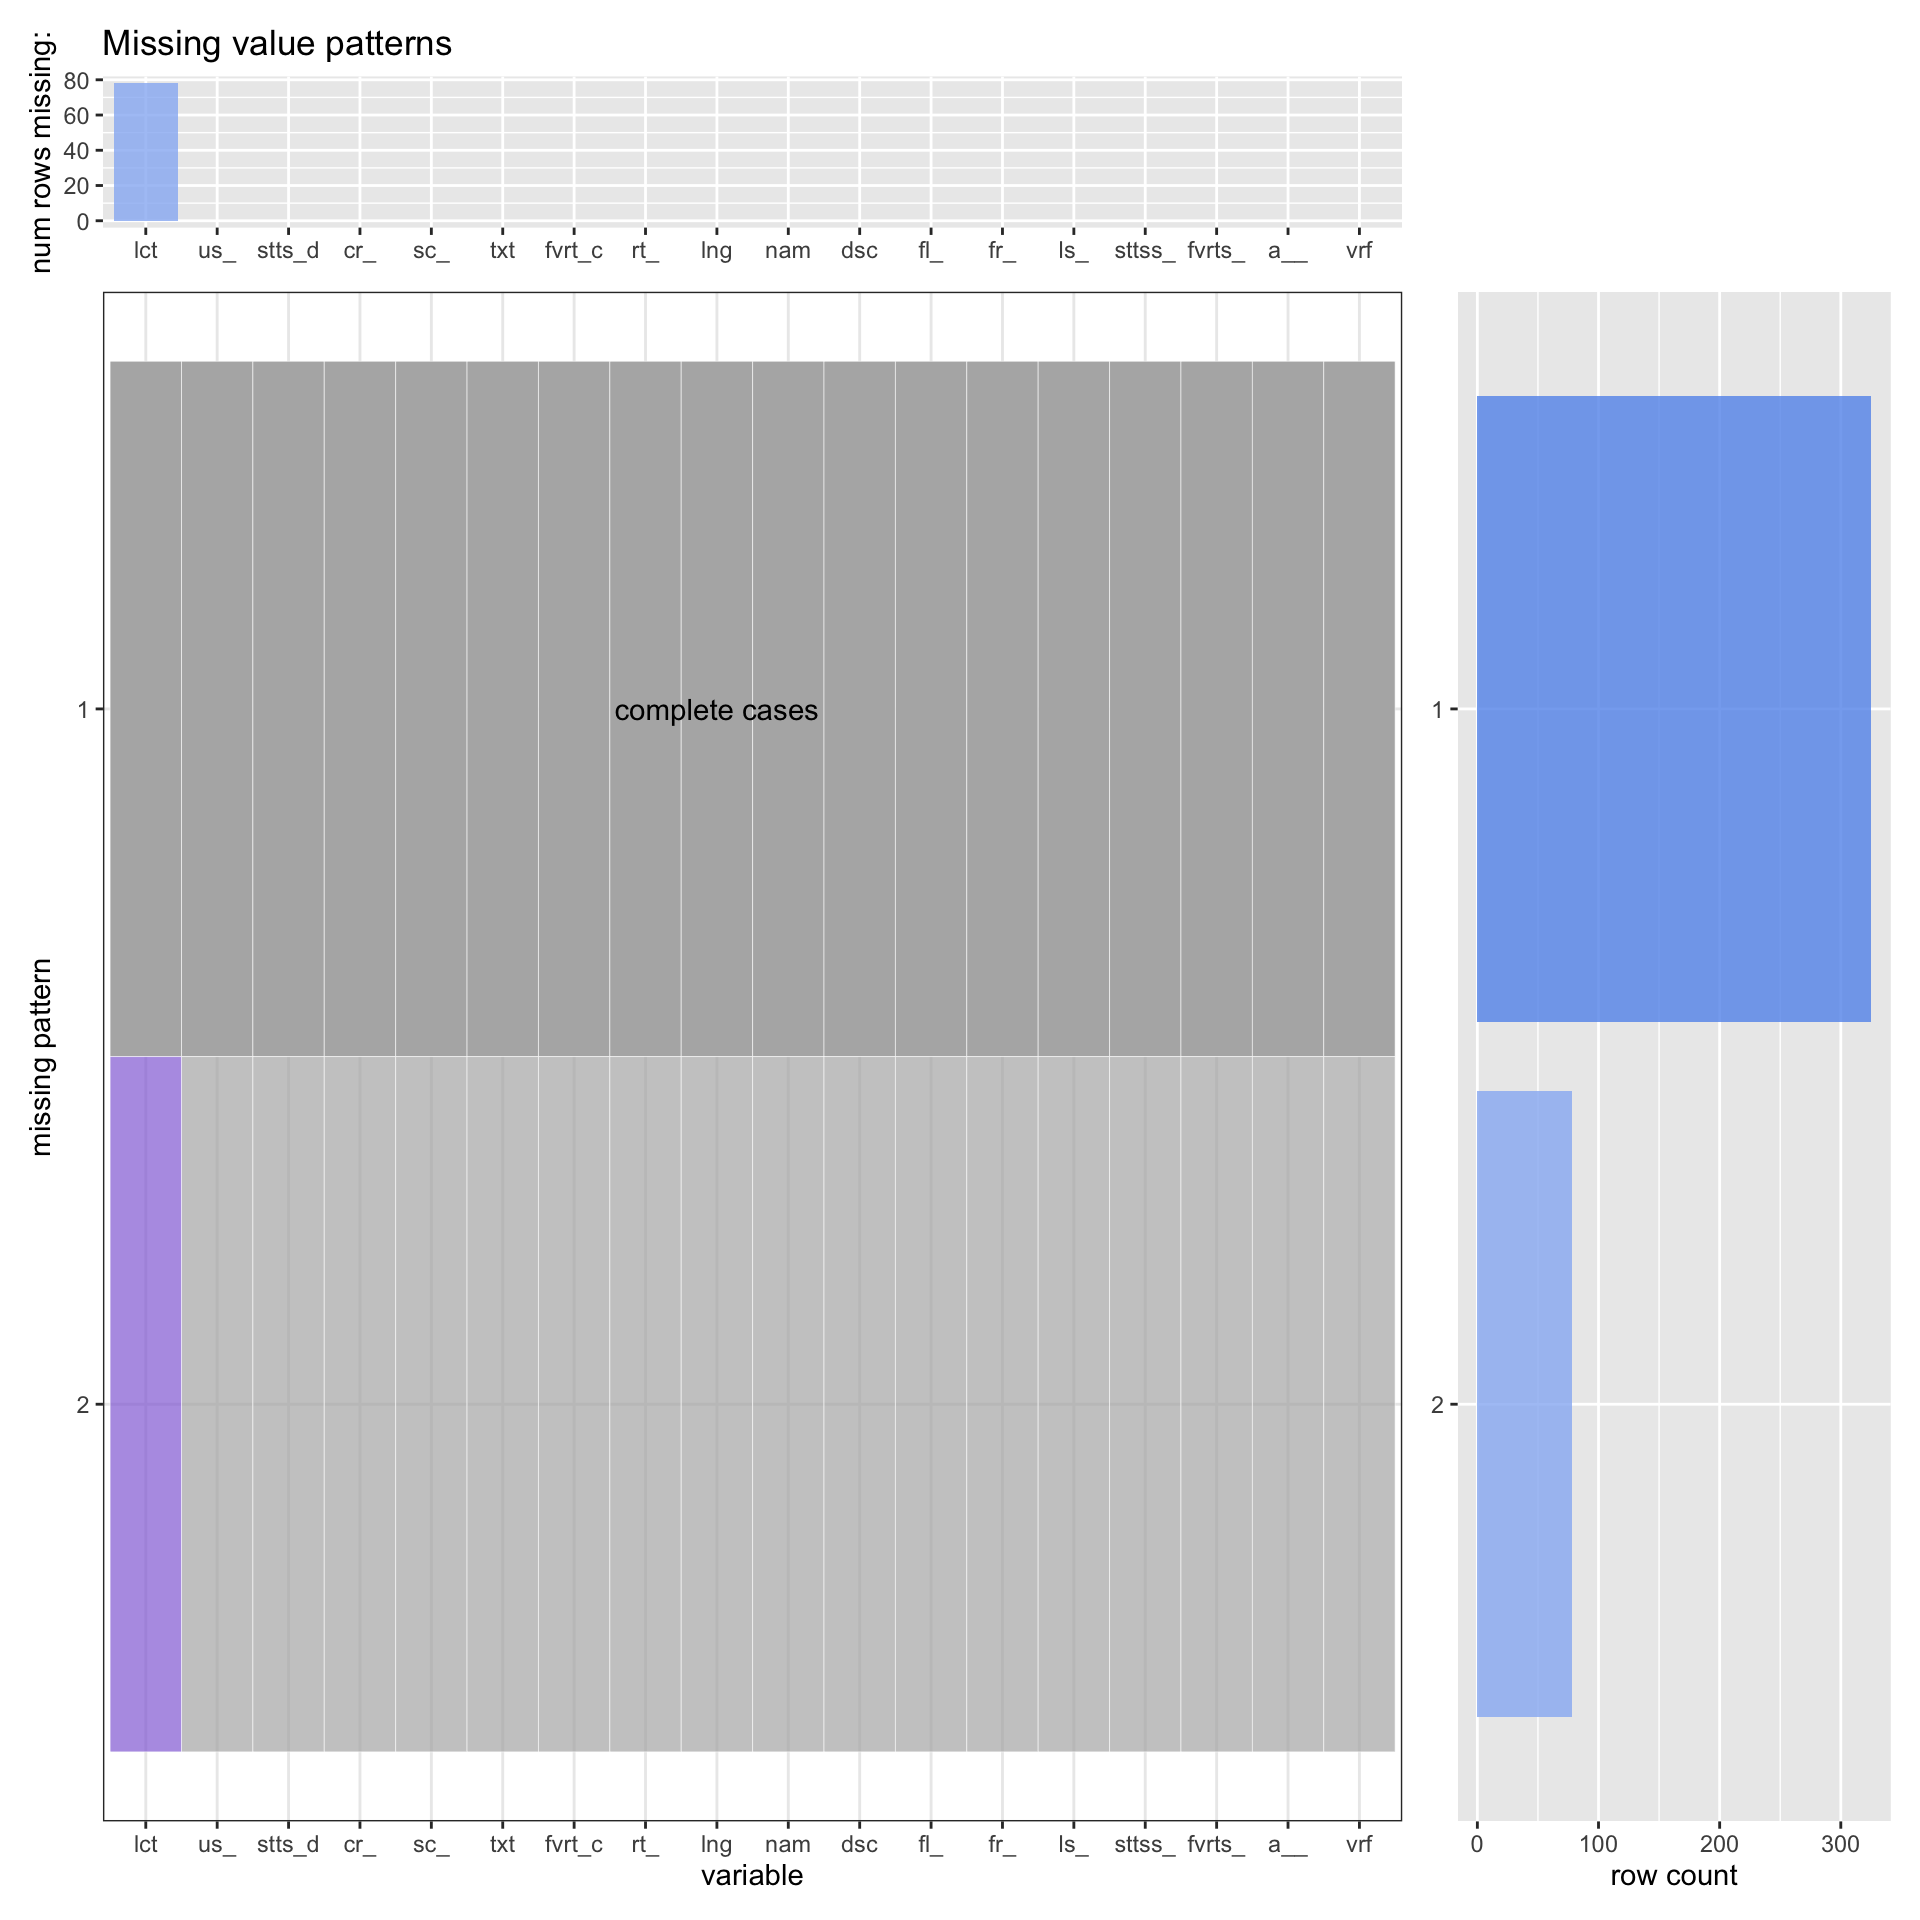 Missing value patterns
num rows missing:
80
60
40
20
0
lct us_ stts_d cr_ sc_ txt fvrt_c rt_ lng nam dsc fl_ fr_ ls_ sttss_ fvrts_ a__ vrf
missing pattern
1
complete cases
2
lct us_ stts_d cr_ sc_ txt fvrt_c rt_ lng nam dsc fl_ fr_ ls_ sttss_ fvrts_ a__ vrf
variable
1
2
0 100 200 300
row count